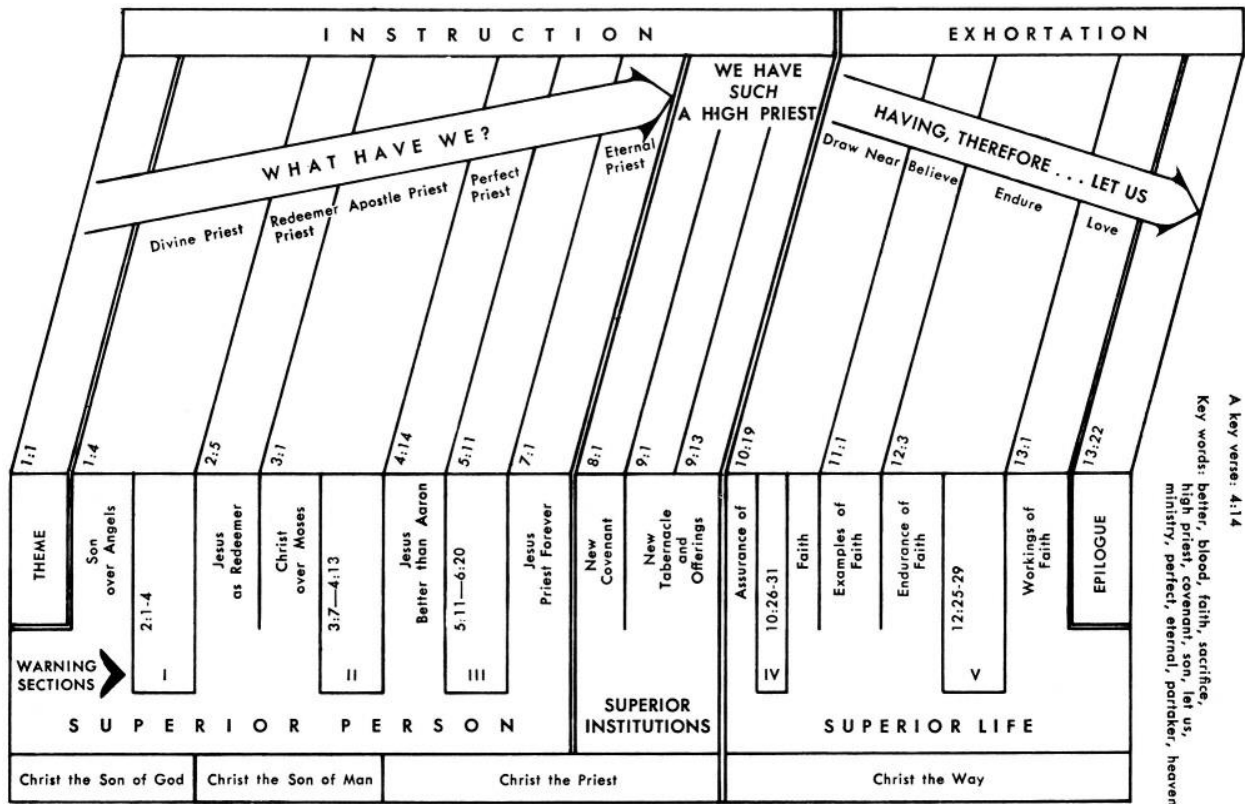 INSTRUCTION
EXHORTATION
WE HAVE
SUCH
A HIGH PRIEST
WHAT HAVE WE?
HAVING, THEREFORE . . . LET US
Divine Priest
Redeemer
Priest
Apostle Priest
Perfect
Priest
Eternal
Priest
Draw Near
Believe
Endure
Love
1:1
1:4
2:5
3:1
4:14
5:11
7:1
8:1
9:1
9:13
10:19
11:1
12:3
13:1
13:22
THEME
Son
over Angels
2:1-4
Jesus
as Redeemer
Christ
over Moses
3:7—4:13
Jesus
Better than Aaron
5:11—6:20
Jesus
Priest Forever
New
Covenant
New
Tabernacle
and
Offerings
Assurance of
10:26-31
Faith
Examples of
Faith
Endurance of
Faith
12:25-29
Workings of
Faith
EPILOGUE
WARNING
SECTIONS
I
II
III
IV
V
SUPERIOR PERSON
SUPERIOR
INSTITUTIONS
SUPERIOR LIFE
Christ the Son of God
Christ the Son of Man
Christ the Priest
Christ the Way
A key verse: 4:14
Key words: better, blood, faith, sacrifice,
high priest, covenant, son, let us,
ministry, perfect, eternal, partaker, heaven